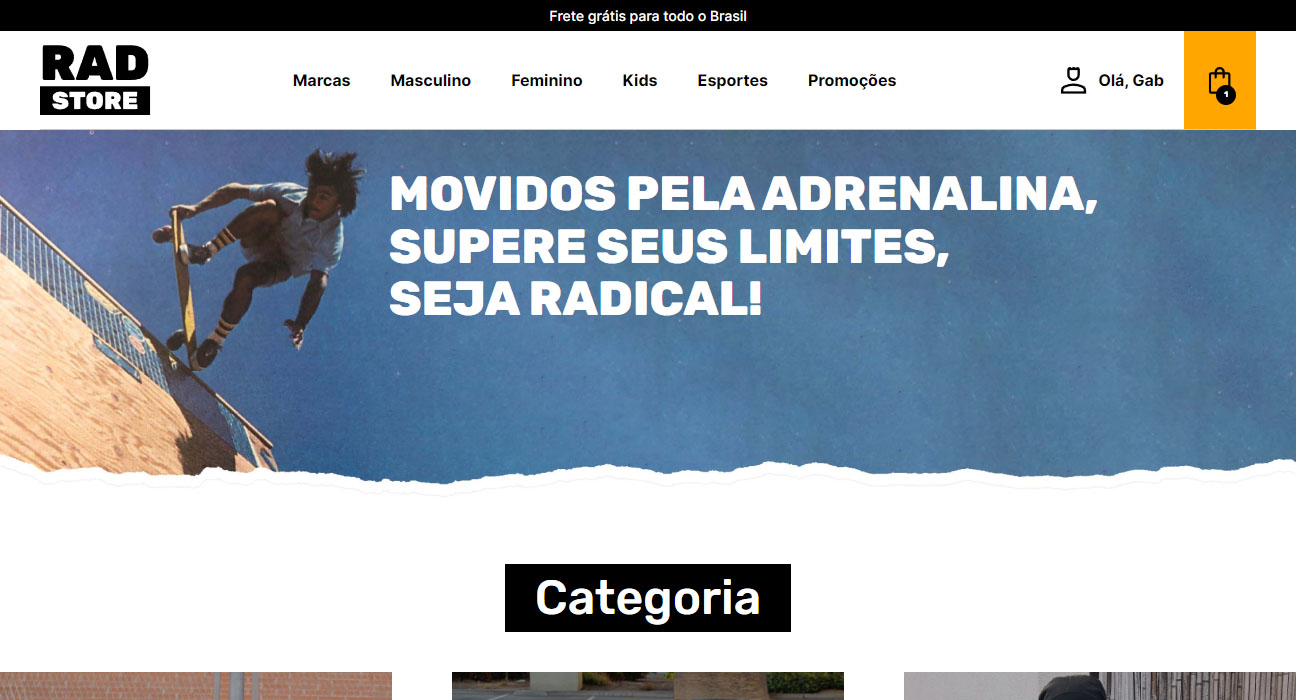 Frete grátis para todo o Brasil
RAD
STORE
Marcas
Masculino
Feminino
Kids
Esportes
Promoções
Olá, Gab
1
MOVIDOS PELA ADRENALINA,
SUPERE SEUS LIMITES,
SEJA RADICAL!
Categoria